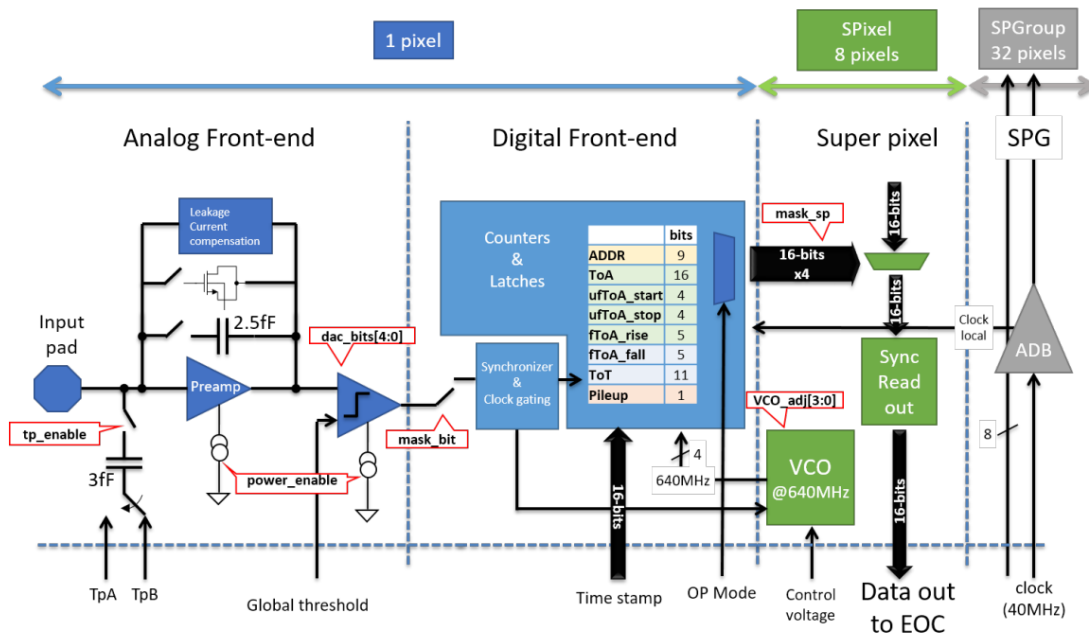 1 pixel
SPixel
8 pixels
SPGroup
32 pixels
Analog Front-end
Digital Front-end
Super pixel
SPG
Leakage
Current
compensation
2.5fF
Input
pad
Preamp
dac_bits[4:0]
tp_enable
3fF
power_enable
mask_bit
TpA
TpB
Global threshold
Counters
&
Latches
bits
ADDR 9
ToA 16
ufToA_start 4
ufToA_stop 4
fToA_rise 5
fToA_fall 5
ToT 11
Pileup 1
Synchronizer
&
Clock gating
4
640MHz
16-bits
Time stamp
OP Mode
mask_sp
16-bits
x4
16-bits
16-bits
Clock
local
Sync
Read
out
VCO_adj[3:0]
VCO
@640MHz
16-bits
Control
voltage
Data out
to EOC
ADB
8
clock
(40MHz)